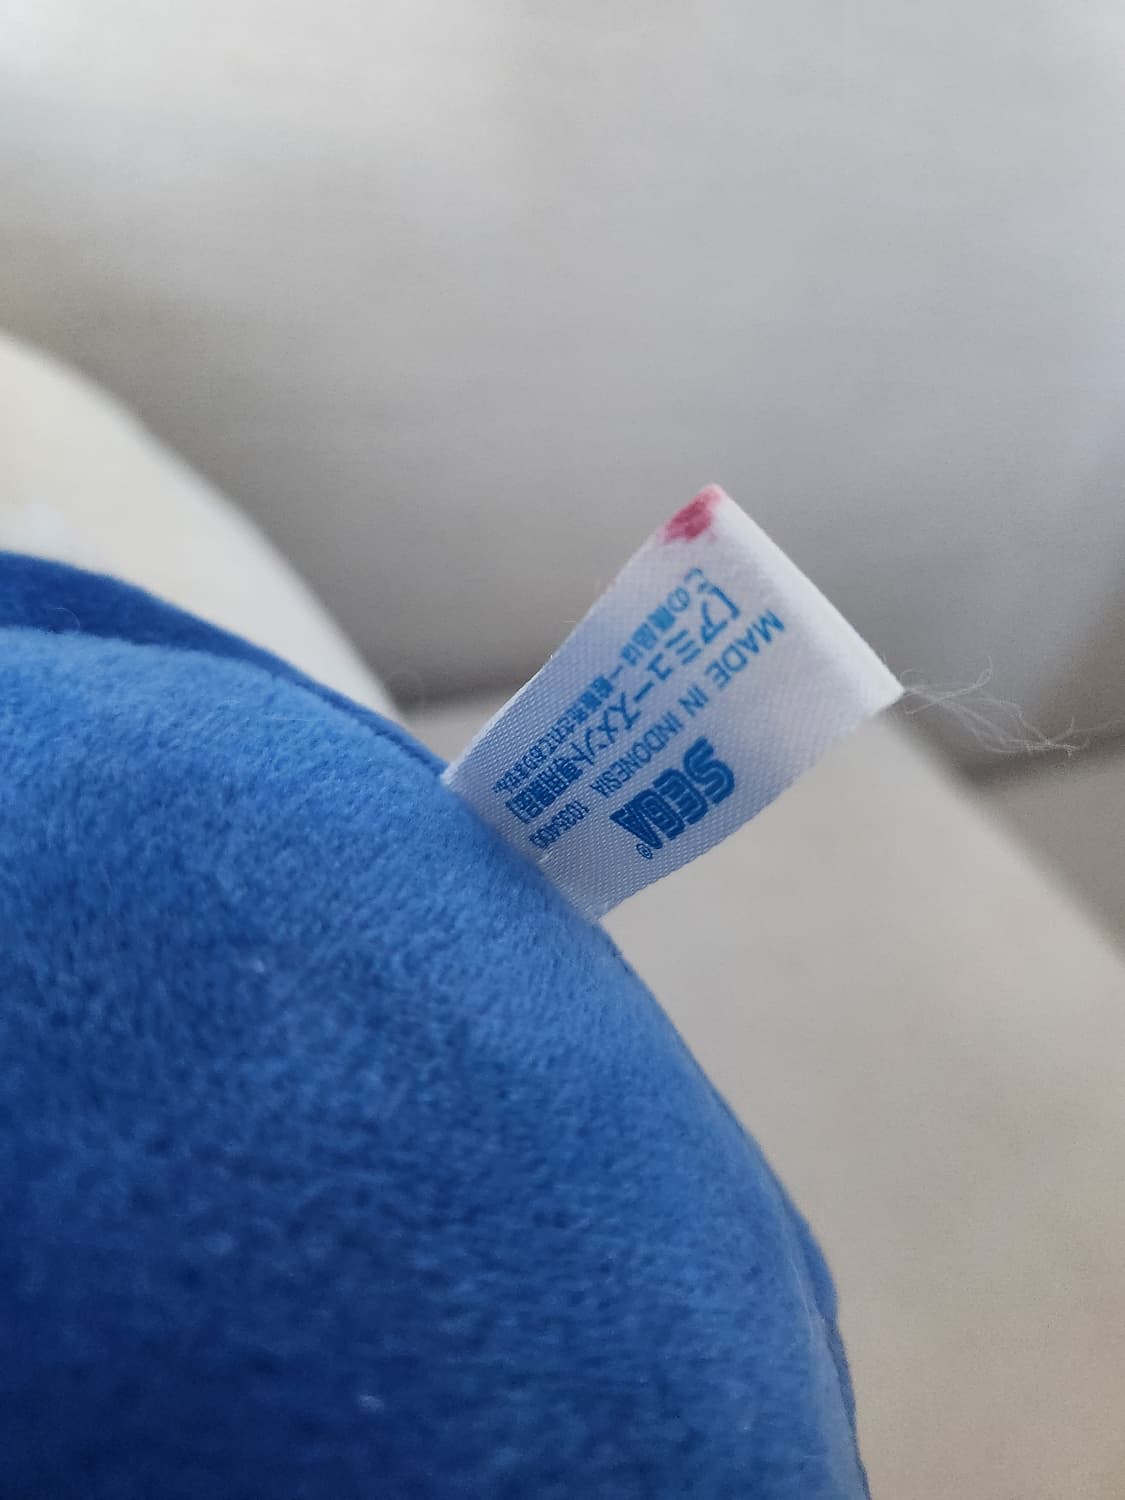 SEGA®
MADE IN INDONESIA
【アミューズメント専用景品】
この商品は一般販売されておりません。